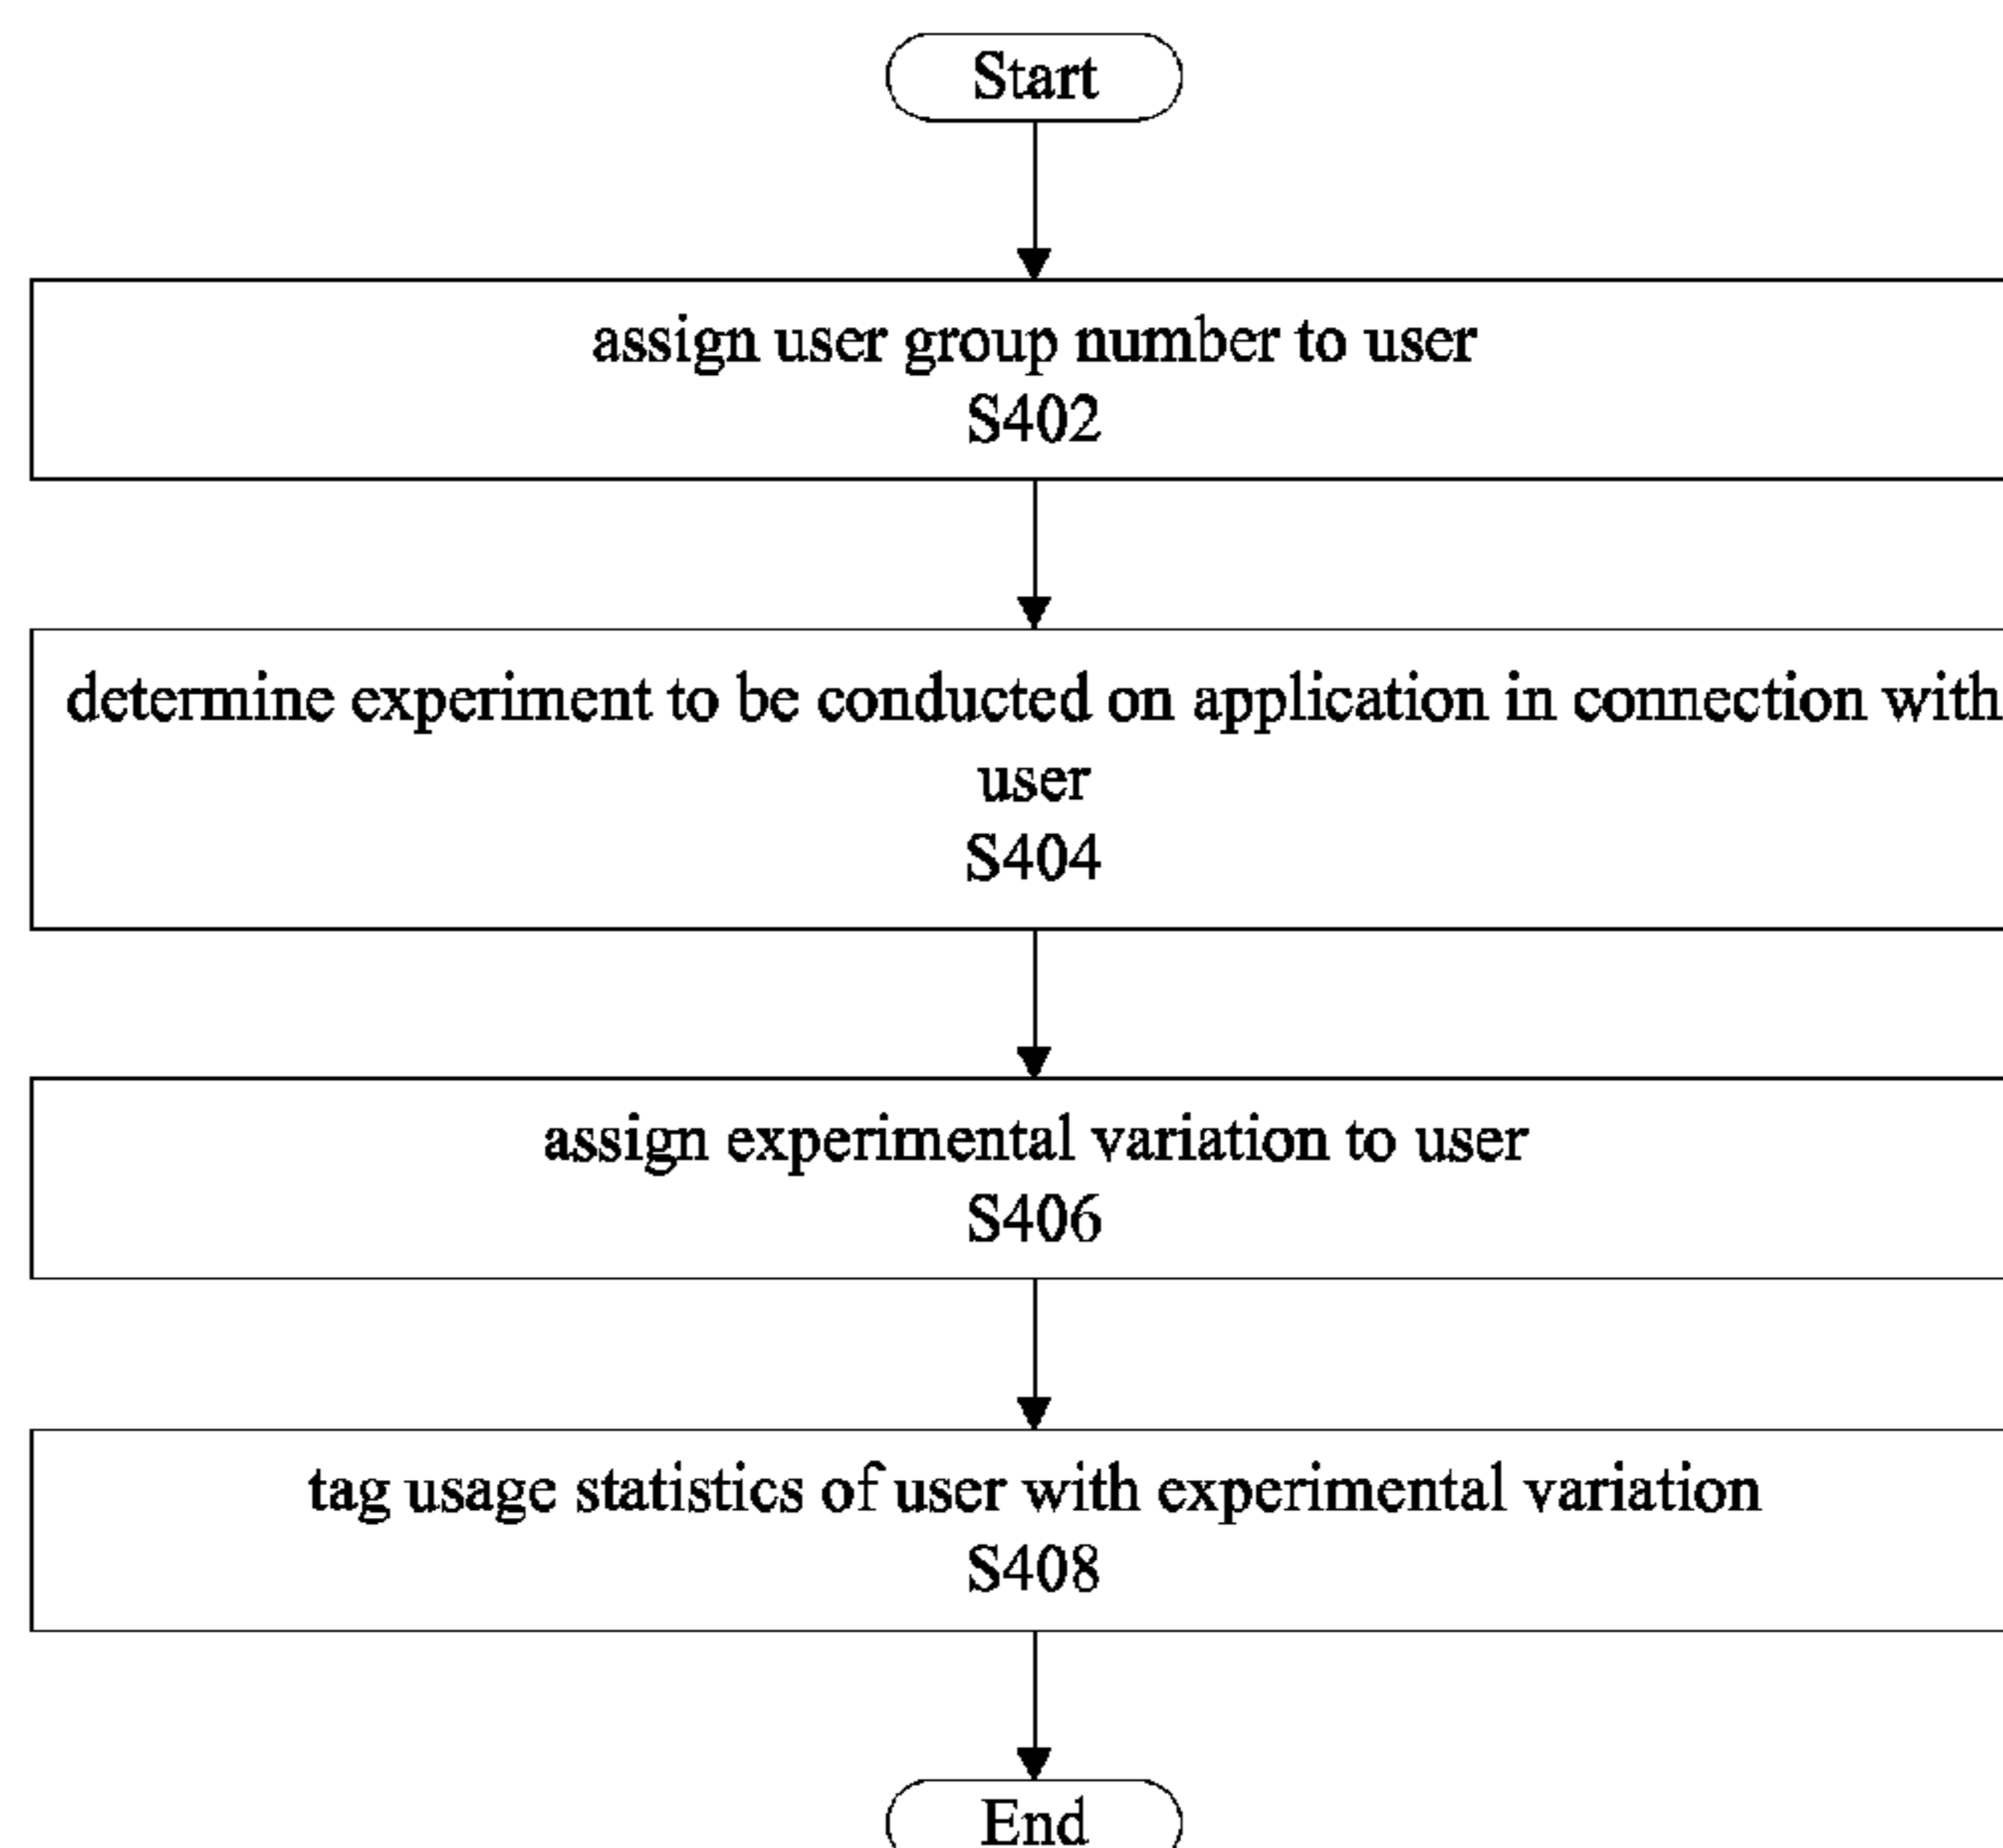 Start
assign user group number to user
S402
determine experiment to be conducted on application in connection with
user
S404
assign experimental variation to user
S406
tag usage statistics of user with experimental variation
S408
End